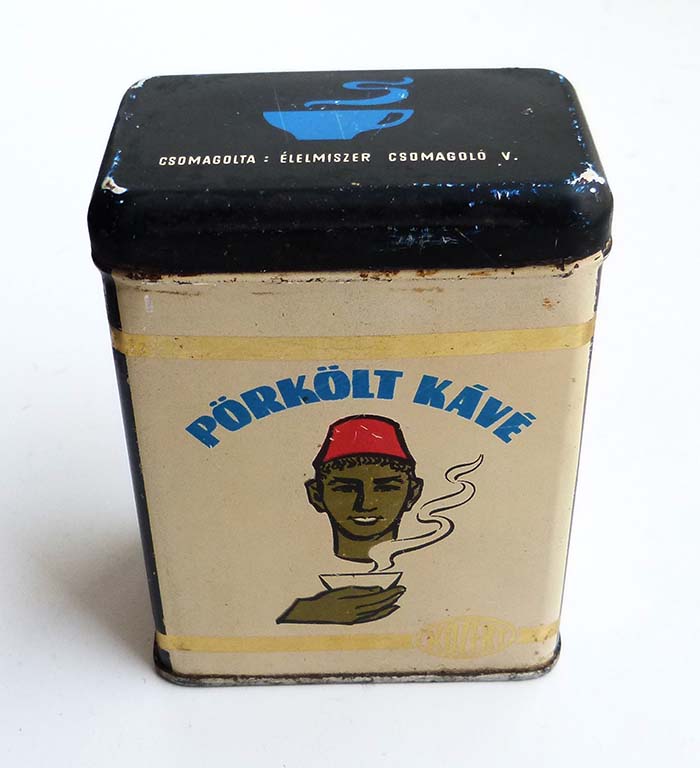 CSOMAGOLTA : ÉLELMISZER CSOMAGOLÓ V.
PÖRKÖLT KÁVÉ